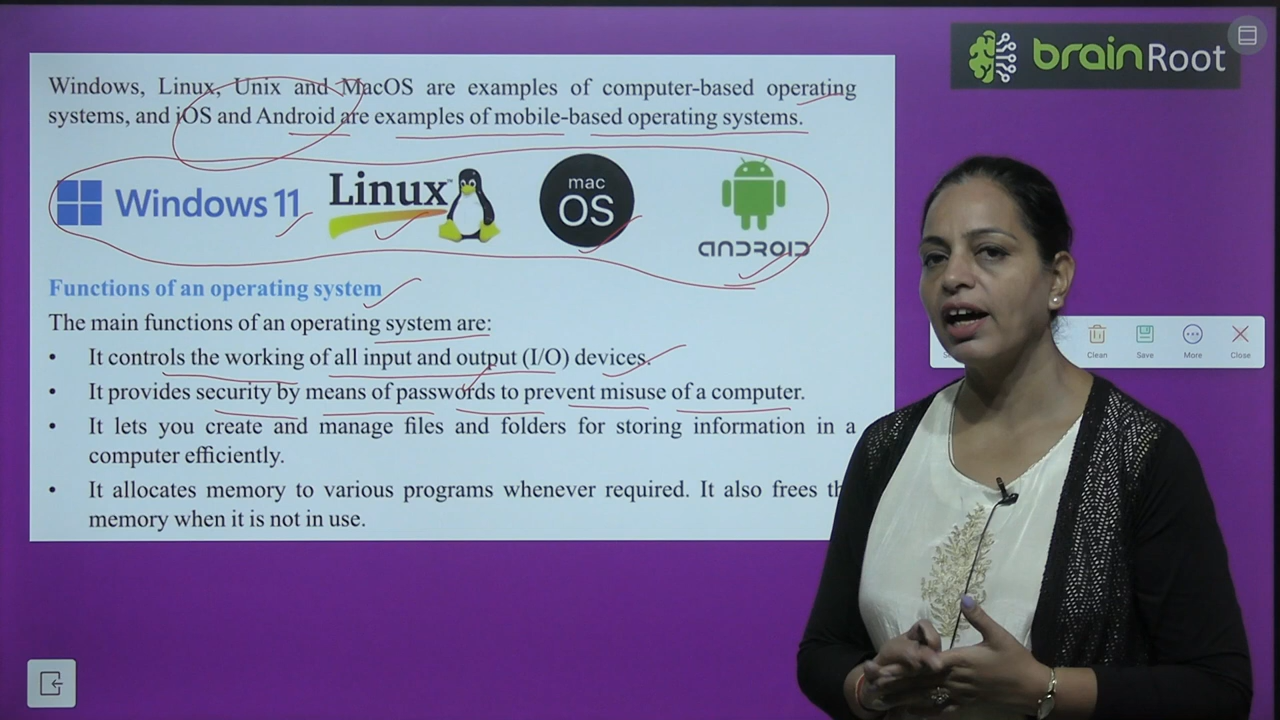 brainRoot
Windows, Linux, Unix and MacOS are examples of computer-based operating
systems, and iOS and Android are examples of mobile-based operating systems.
Windows 11
Linux™
mac
OS
ANDROID
Functions of an operating system
The main functions of an operating system are:
• It controls the working of all input and output (I/O) devices.
• It provides security by means of passwords to prevent misuse of a computer.
• It lets you create and manage files and folders for storing information in a
computer efficiently.
• It allocates memory to various programs whenever required. It also frees
memory when it is not in use.
Clean
Save
More
Close